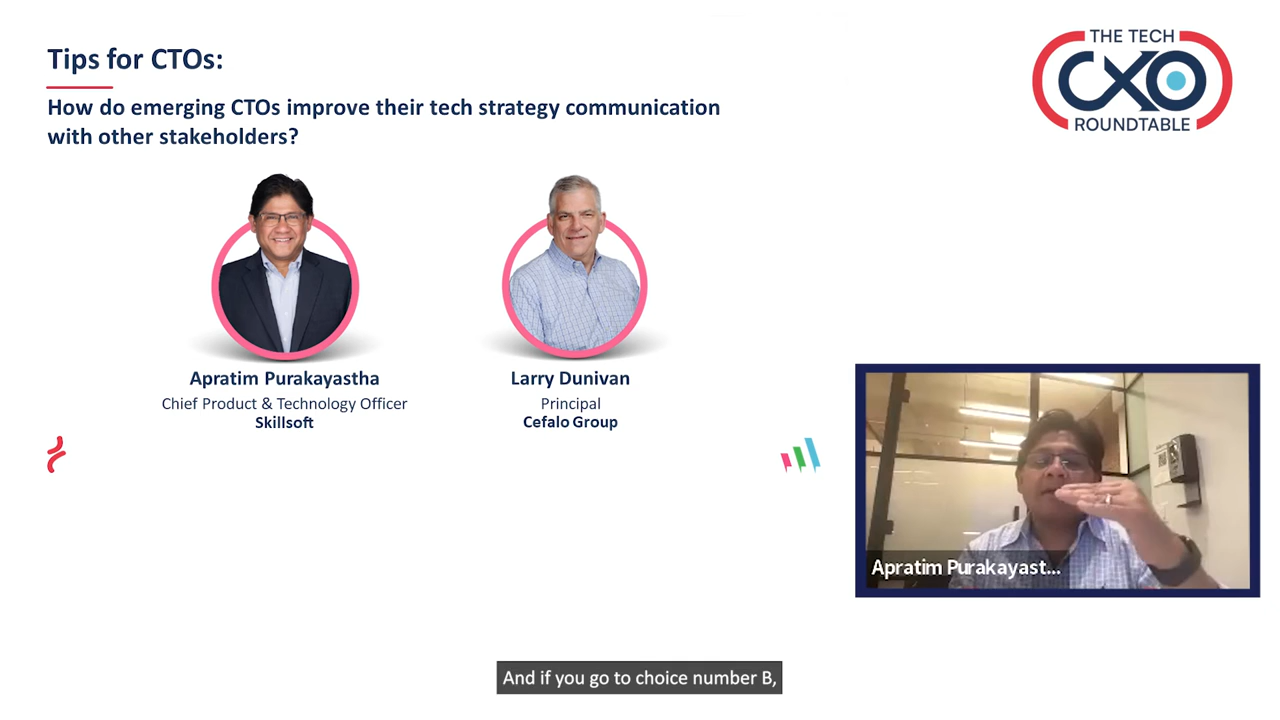 Tips for CTOs:
THE TECH
CXO
ROUNDTABLE
How do emerging CTOs improve their tech strategy communication
with other stakeholders?
Apratim Purakayastha
Chief Product & Technology Officer
Skillsoft
Larry Dunivan
Principal
Cefalo Group
Apratim Purakayast...
And if you go to choice number B,